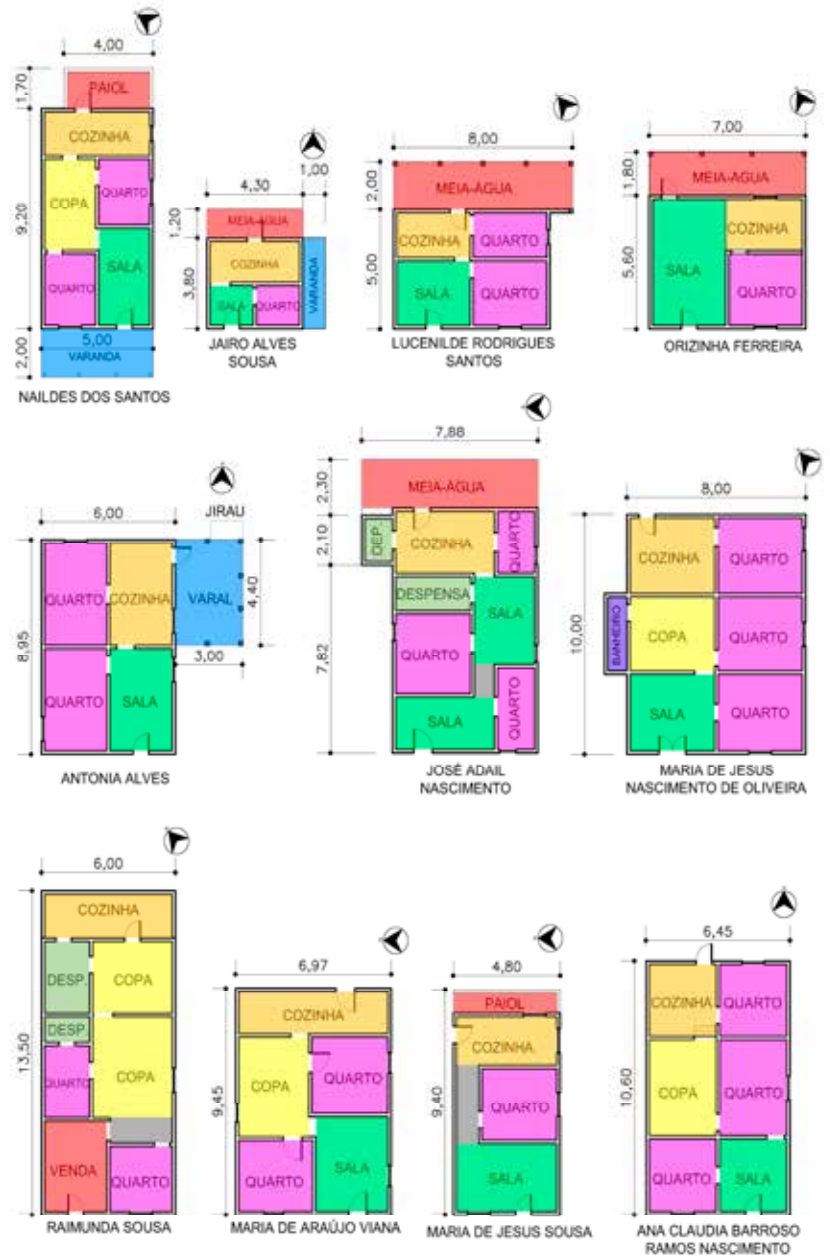 4,00
1,70
PAIOL
COZINHA
9,20
COPA
QUARTO
SALA
QUARTO
2,00
5,00
VARANDA
NAILDES DOS SANTOS
4,30
1,00
1,20
MEIA-ÁGUA
3,80
COZINHA
SALA
QUARTO
VARANDA
JAIRO ALVES
SOUSA
8,00
2,00
MEIA-ÁGUA
5,00
COZINHA
QUARTO
SALA
QUARTO
LUCENILDE RODRIGUES
SANTOS
7,00
1,80
MEIA-ÁGUA
5,60
COZINHA
SALA
QUARTO
ORIZINHA FERREIRA
6,00
JIRAU
8,95
QUARTO
COZINHA
VARAL
4,40
3,00
QUARTO
SALA
ANTONIA ALVES
7,88
2,30
MEIA-ÁGUA
2,10
DEP.
COZINHA
QUARTO
DESPENSA
SALA
7,82
QUARTO
SALA
QUARTO
JOSÉ ADAIL
NASCIMENTO
8,00
10,00
COZINHA
QUARTO
BANHEIRO
COPA
QUARTO
SALA
QUARTO
MARIA DE JESUS
NASCIMENTO DE OLIVEIRA
6,00
13,50
COZINHA
DESP.
COPA
DESP.
QUARTO
COPA
VENDA
QUARTO
RAIMUNDA SOUSA
6,97
9,45
COZINHA
COPA
QUARTO
QUARTO
SALA
MARIA DE ARAÚJO VIANA
4,80
9,40
PAIOL
COZINHA
QUARTO
SALA
MARIA DE JESUS SOUSA
6,45
10,60
COZINHA
QUARTO
COPA
QUARTO
QUARTO
SALA
ANA CLAUDIA BARROSO
RAMOS NASCIMENTO